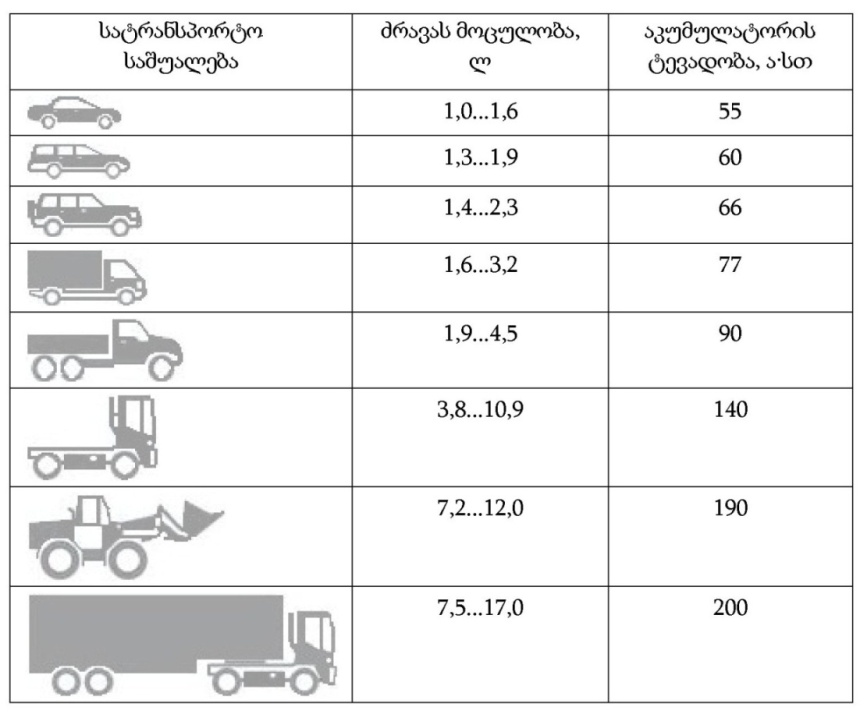 სატრანსპორტო საშუალება
ძრავას მოცულობა, ლ
აკუმულატორის ტევადობა, ა·სთ
1,0...1,6 55
1,3...1,9 60
1,4...2,3 66
1,6...3,2 77
1,9...4,5 90
3,8...10,9 140
7,2...12,0 190
7,5...17,0 200